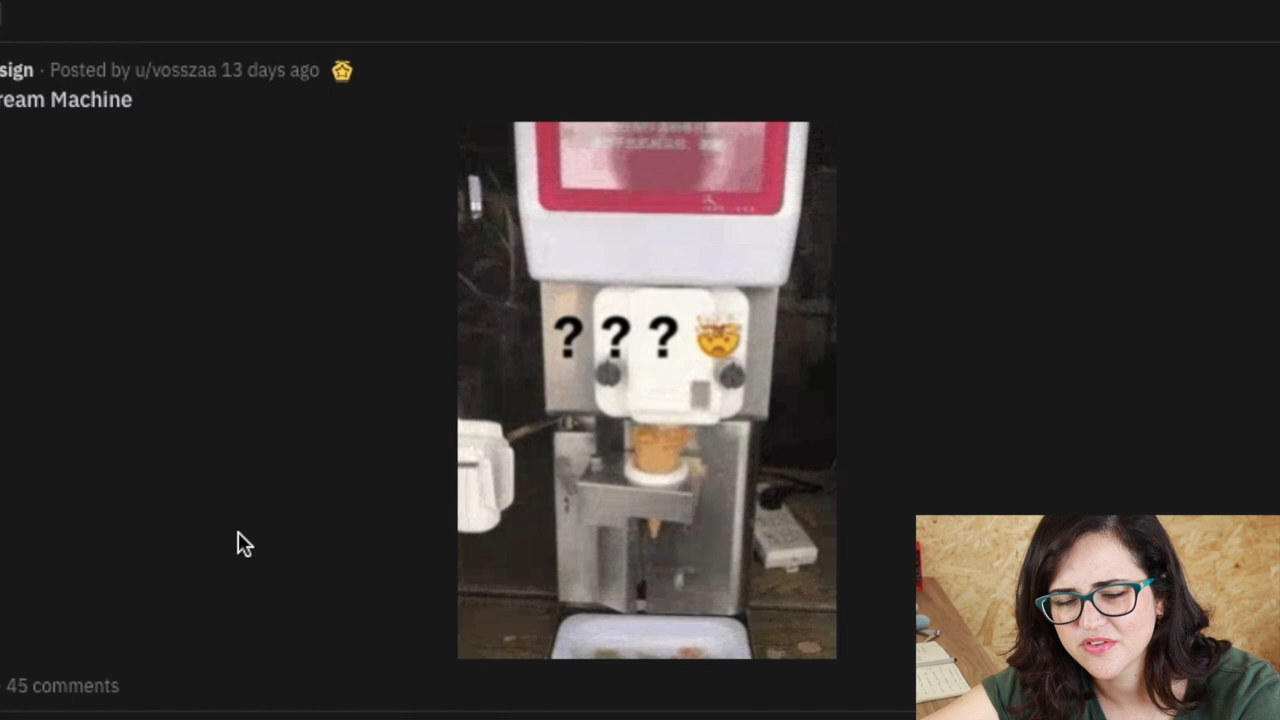 sign · Posted by u/vosszaa 13 days ago
ream Machine
? ? ?
45 comments